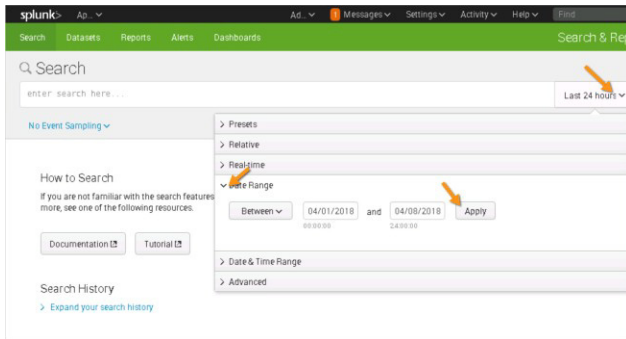 splunk> Ap.. Ad.. ! Messages Settings Activity Help Find
Search Datasets Reports Alerts Dashboards Search & Rep
Search
enter search here... Last 24 hours
No Event Sampling
> Presets
> Relative
> Real-time
Date Range
Between 04/01/2018 and 04/08/2018 Apply
00:00:00 24:00:00
> Date & Time Range
> Advanced
How to Search
If you are not familiar with the search features
more, see one of the following resources.
Documentation Tutorial
Search History
> Expand your search history